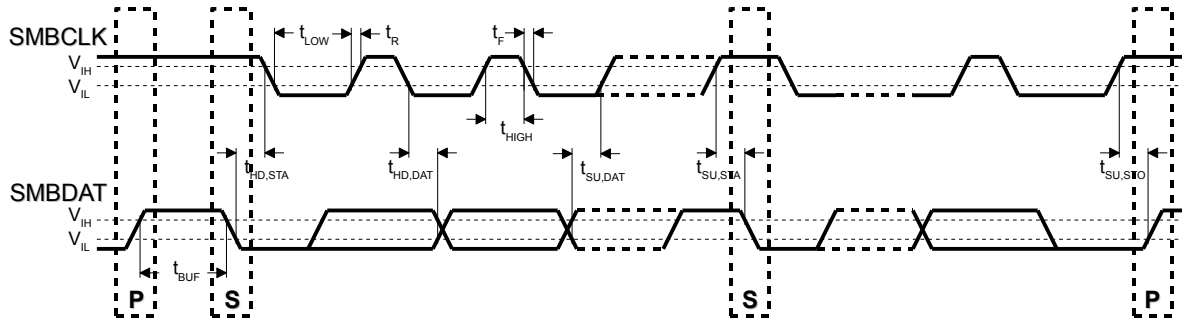 SMBCLK
tLOW
tR
tF
VIH
VIL
tHIGH
tHD,STA
tHD,DAT
tSU,DAT
tSU,STA
tSU,STO
SMBDAT
VIH
VIL
tBUF
P
S
S
P